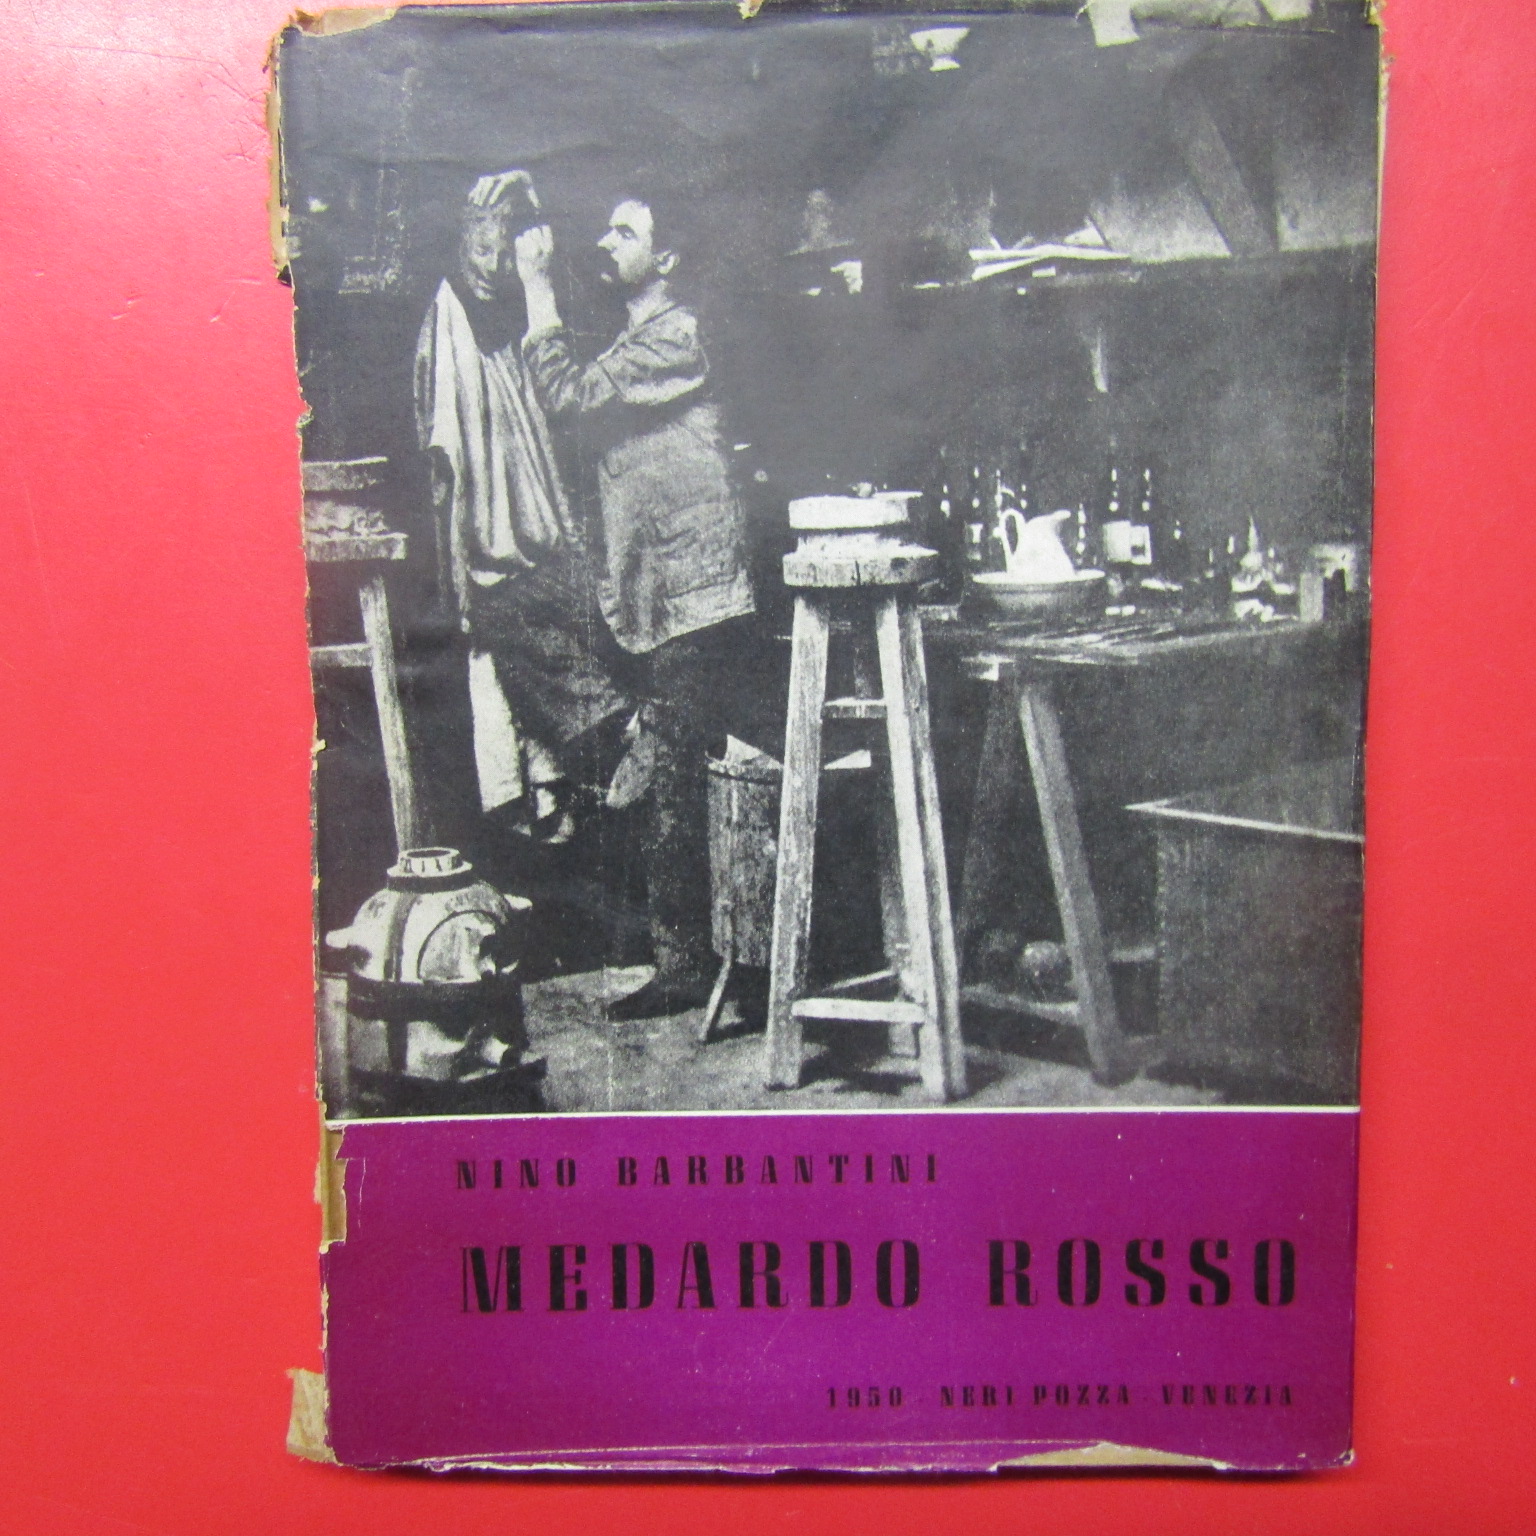 NINO BARBANTINI
MEDARDO ROSSO
1950 · NERI POZZA · VENEZIA